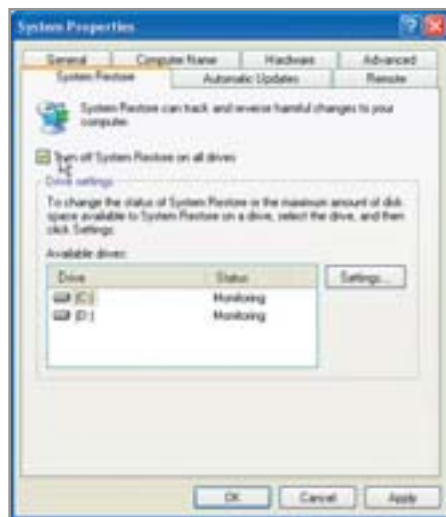 System Properties
General Computer Name Hardware Advanced
System Restore Automatic Updates Remote
System Restore can track and reverse harmful changes to your
computer.
Turn off System Restore on all drives
Drive settings
To change the status of System Restore or the maximum amount of disk
space available to System Restore on a drive, select the drive, and then
click Settings.
Available drives:
Drive Status
(C:) Monitoring
(D:) Monitoring
Settings...
OK Cancel Apply